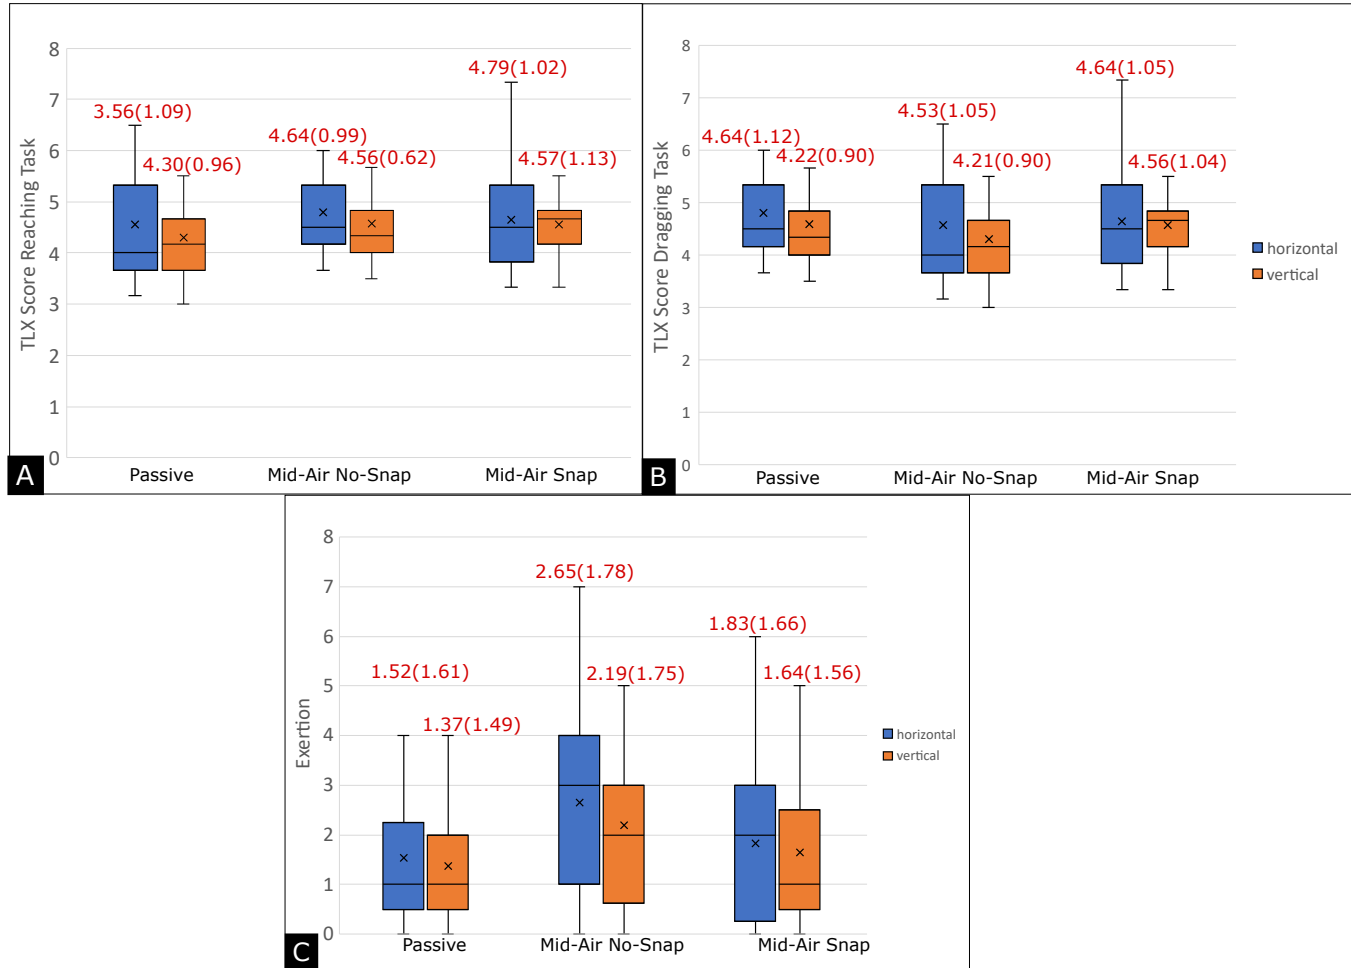 8
7
6
5
4
3
2
1
0
TLX Score Reaching Task
3.56(1.09)
4.30(0.96)
4.64(0.99)
4.56(0.62)
4.79(1.02)
4.57(1.13)
Passive
Mid-Air No-Snap
Mid-Air Snap
A
8
7
6
5
4
3
2
1
0
TLX Score Dragging Task
4.64(1.12)
4.22(0.90)
4.53(1.05)
4.21(0.90)
4.64(1.05)
4.56(1.04)
horizontal
vertical
Passive
Mid-Air No-Snap
Mid-Air Snap
B
8
7
6
5
4
3
2
1
0
Exertion
1.52(1.61)
1.37(1.49)
2.65(1.78)
2.19(1.75)
1.83(1.66)
1.64(1.56)
horizontal
vertical
Passive
Mid-Air No-Snap
Mid-Air Snap
C